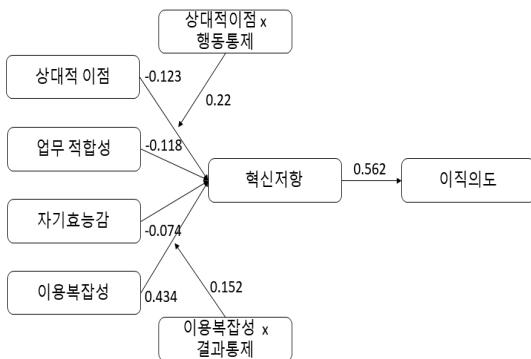 상대적이점 x
행동통제
상대적 이점
-0.123
0.22
업무 적합성
-0.118
혁신저항
0.562
이직의도
자기효능감
-0.074
이용복잡성
0.434
0.152
이용복잡성 x
결과통제